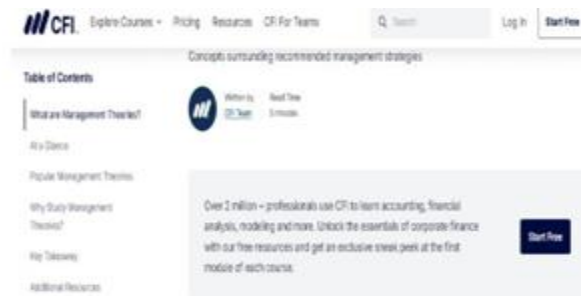 CFI. Explore Courses Pricing Resources CFI For Teams Search Log In Start Free
Concepts surrounding recommended management strategies
Table of Contents
Written by Read Time
CFI Team 3 minutes
What are Management Theories?
At a Glance
Popular Management Theories
Why Study Management
Theories?
Key Takeaway
Additional Resources
Over 2 million + professionals use CFI to learn accounting, financial
analysis, modeling and more. Unlock the essentials of corporate finance
with our free resources and get an exclusive sneak peek at the first
module of each course.
Start Free